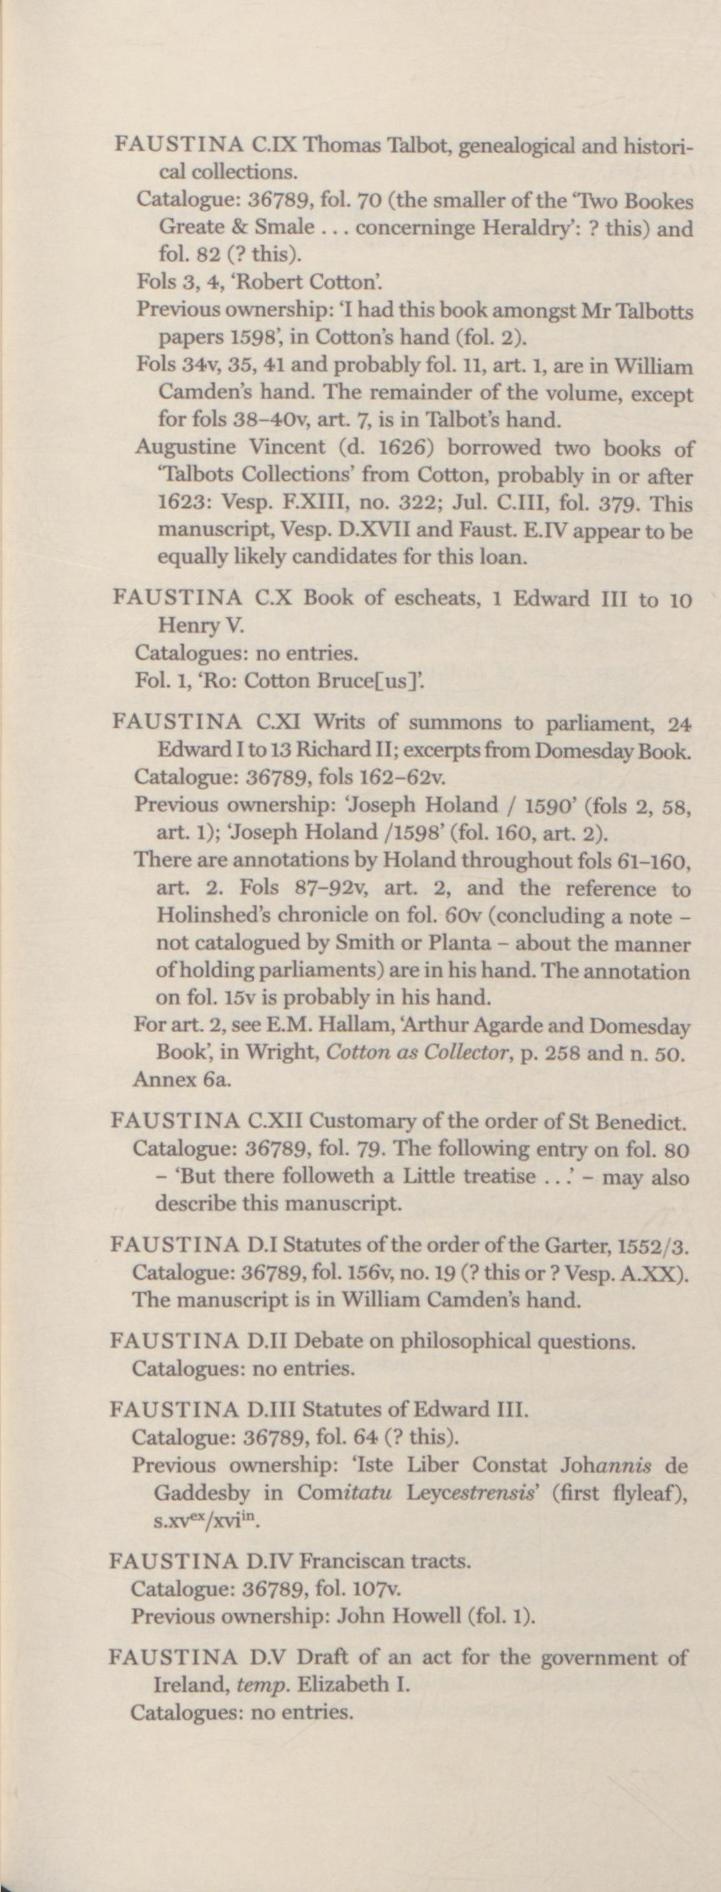 FAUSTINA C.IX Thomas Talbot, genealogical and histori-
cal collections.
Catalogue: 36789, fol. 70 (the smaller of the ‘Two Bookes
Greate & Smale . . . concerninge Heraldry’: ? this) and
fol. 82 (? this).
Fols 3, 4, ‘Robert Cotton’.
Previous ownership: ‘I had this book amongst Mr Talbotts
papers 1598’, in Cotton’s hand (fol. 2).
Fols 34v, 35, 41 and probably fol. 11, art. 1, are in William
Camden’s hand. The remainder of the volume, except
for fols 38–40v, art. 7, is in Talbot’s hand.
Augustine Vincent (d. 1626) borrowed two books of
‘Talbots Collections’ from Cotton, probably in or after
1623: Vesp. F.XIII, no. 322; Jul. C.III, fol. 379. This
manuscript, Vesp. D.XVII and Faust. E.IV appear to be
equally likely candidates for this loan.
FAUSTINA C.X Book of escheats, 1 Edward III to 10
Henry V.
Catalogues: no entries.
Fol. 1, ‘Ro: Cotton Bruce[us]’.
FAUSTINA C.XI Writs of summons to parliament, 24
Edward I to 13 Richard II; excerpts from Domesday Book.
Catalogue: 36789, fols 162–62v.
Previous ownership: ‘Joseph Holand / 1590’ (fols 2, 58,
art. 1); ‘Joseph Holand /1598’ (fol. 160, art. 2).
There are annotations by Holand throughout fols 61–160,
art. 2. Fols 87–92v, art. 2, and the reference to
Holinshed’s chronicle on fol. 60v (concluding a note –
not catalogued by Smith or Planta – about the manner
of holding parliaments) are in his hand. The annotation
on fol. 15v is probably in his hand.
For art. 2, see E.M. Hallam, ‘Arthur Agarde and Domesday
Book’, in Wright, Cotton as Collector, p. 258 and n. 50.
Annex 6a.
FAUSTINA C.XII Customary of the order of St Benedict.
Catalogue: 36789, fol. 79. The following entry on fol. 80
– ‘But there followeth a Little treatise . . .’ – may also
describe this manuscript.
FAUSTINA D.I Statutes of the order of the Garter, 1552/3.
Catalogue: 36789, fol. 156v, no. 19 (? this or ? Vesp. A.XX).
The manuscript is in William Camden’s hand.
FAUSTINA D.II Debate on philosophical questions.
Catalogues: no entries.
FAUSTINA D.III Statutes of Edward III.
Catalogue: 36789, fol. 64 (? this).
Previous ownership: ‘Iste Liber Constat Johannis de
Gaddesby in Comitatu Leycestrensis’ (first flyleaf),
s.xvᵉˣ/xviⁱⁿ.
FAUSTINA D.IV Franciscan tracts.
Catalogue: 36789, fol. 107v.
Previous ownership: John Howell (fol. 1).
FAUSTINA D.V Draft of an act for the government of
Ireland, temp. Elizabeth I.
Catalogues: no entries.